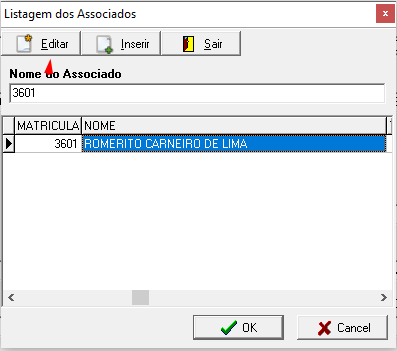 Listagem dos Associados
Editar Inserir Sair
Nome do Associado
3601
MATRICULA NOME
3601 ROMERITO CARNEIRO DE LIMA
OK Cancel